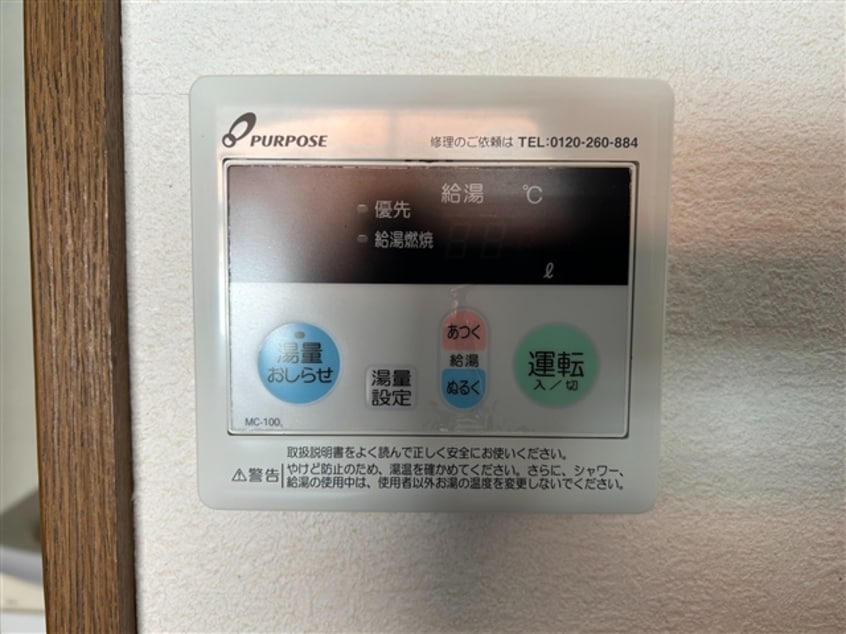 PURPOSE 修理のご依頼は TEL:0120-260-884
給湯 ℃
優先
給湯燃焼
ℓ
湯量
おしらせ
湯量
設定
あつく
給湯
ぬるく
運転
入／切
MC-100
取扱説明書をよく読んで正しく安全にお使いください。
⚠警告 やけど防止のため、湯温を確かめてください。さらに、シャワー、
給湯の使用中は、使用者以外お湯の温度を変更しないでください。